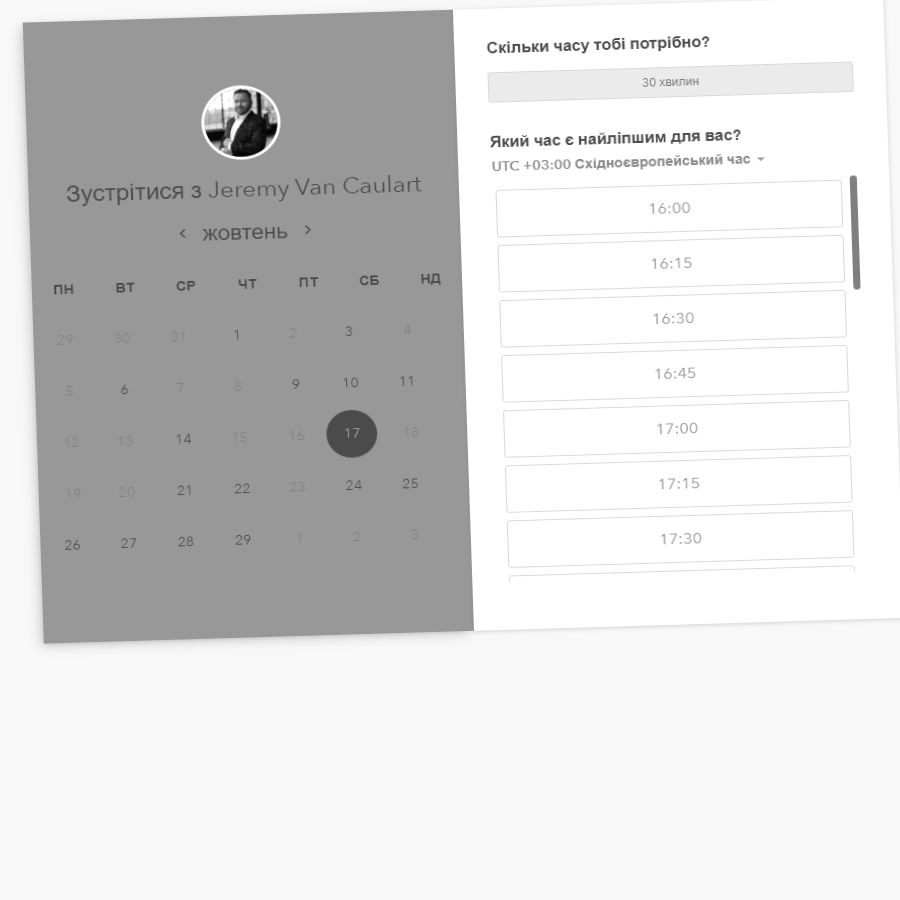 Зустрітися з Jeremy Van Caulart
‹ жовтень ›
ПН ВТ СР ЧТ ПТ СБ НД
29 30 31 1 2 3 4
5 6 7 8 9 10 11
12 13 14 15 16 17 18
19 20 21 22 23 24 25
26 27 28 29 1 2 3
Скільки часу тобі потрібно?
30 хвилин
Який час є найліпшим для вас?
UTC +03:00 Східноєвропейський час
16:00
16:15
16:30
16:45
17:00
17:15
17:30